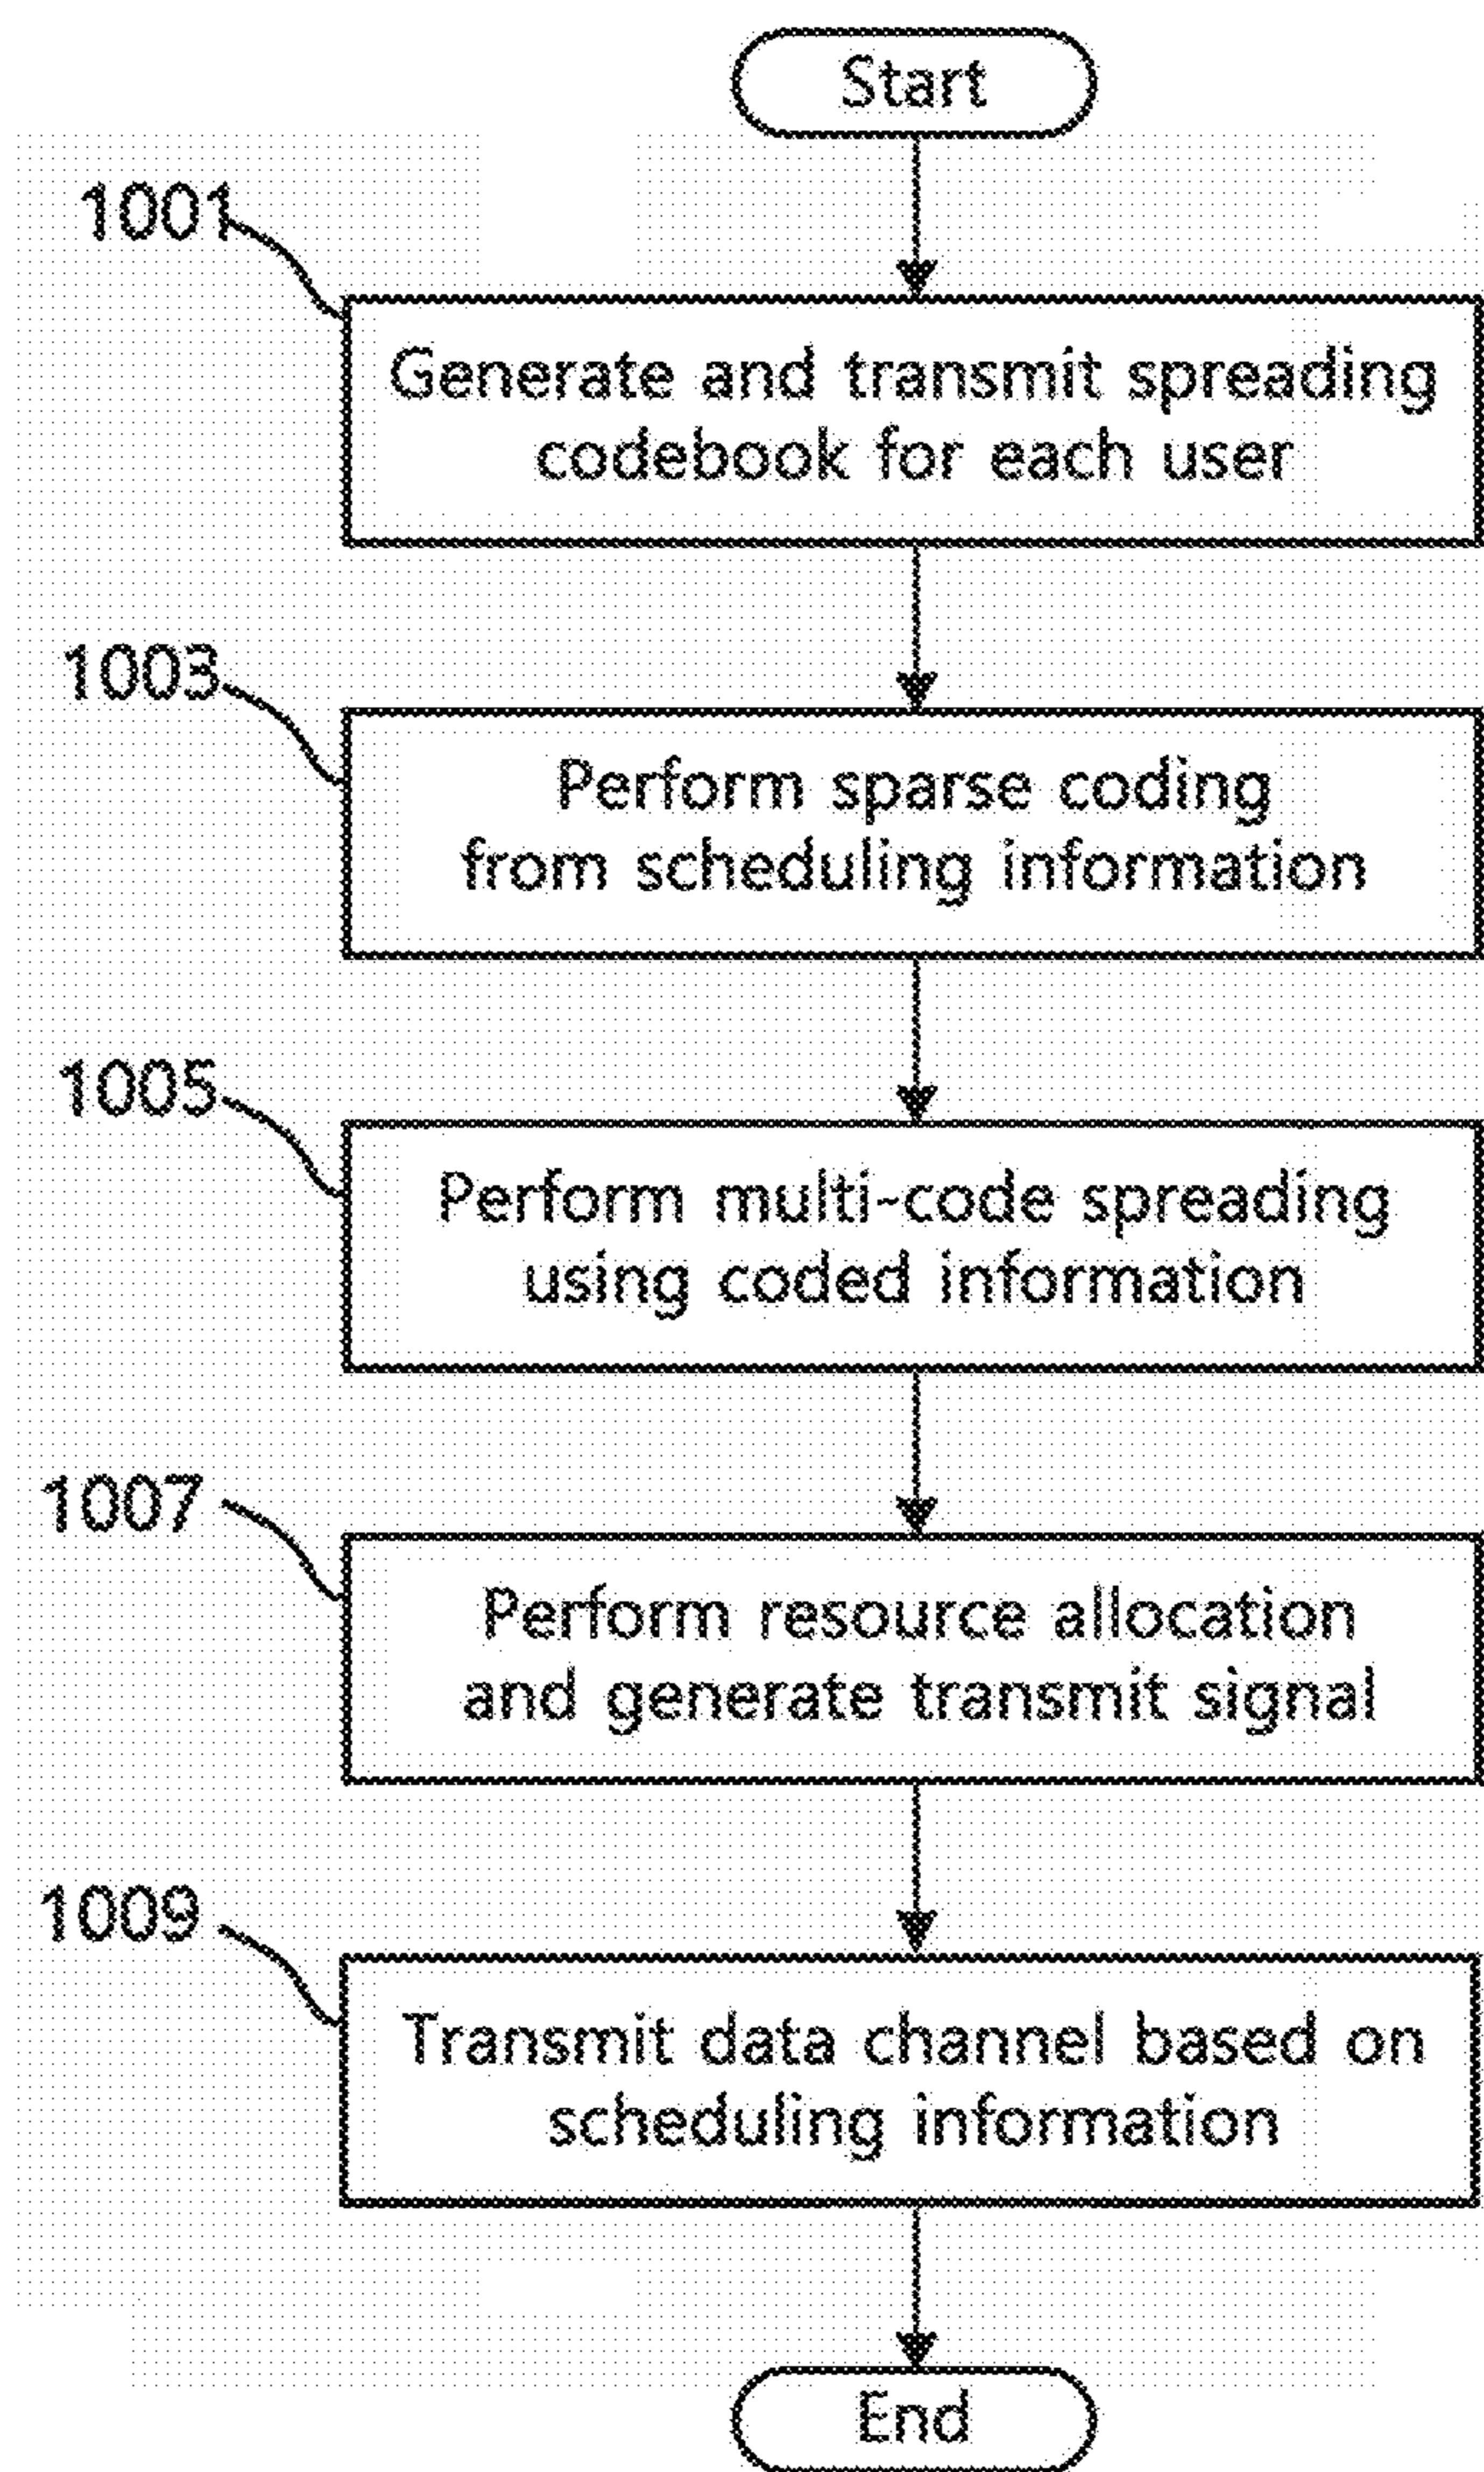 Start
1001
Generate and transmit spreading
codebook for each user
1003
Perform sparse coding
from scheduling information
1005
Perform multi-code spreading
using coded information
1007
Perform resource allocation
and generate transmit signal
1009
Transmit data channel based on
scheduling information
End